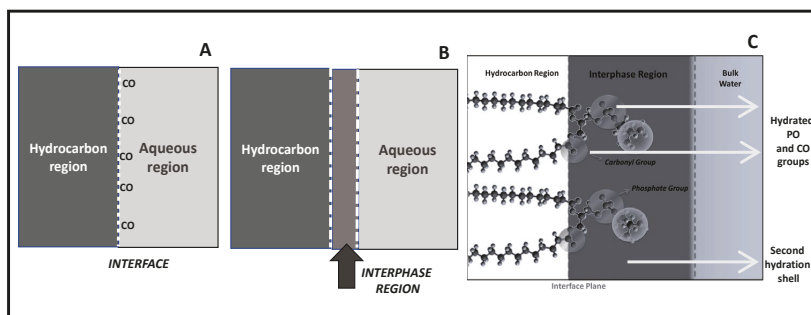 A
CO
CO
CO
CO
CO
Hydrocarbon
region
Aqueous
region
INTERFACE
B
Hydrocarbon
region
Aqueous
region
INTERPHASE
REGION
C
Hydrocarbon Region
Interphase Region
Bulk
Water
Hydrated
PO
and CO
groups
Carbonyl Group
Phosphate Group
Second
hydration
shell
Interface Plane